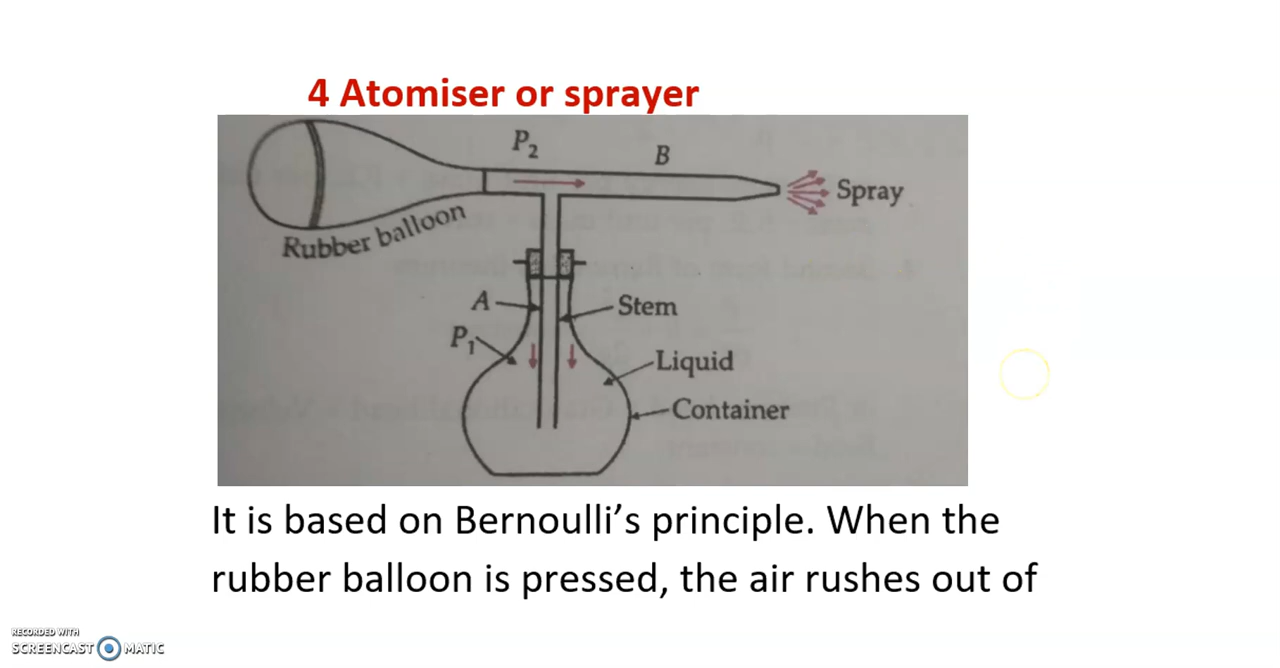 4 Atomiser or sprayer
P2
B
Spray
Rubber balloon
A
Stem
P1
Liquid
Container
It is based on Bernoulli’s principle. When the
rubber balloon is pressed, the air rushes out of
RECORDED WITH
SCREENCAST MATIC